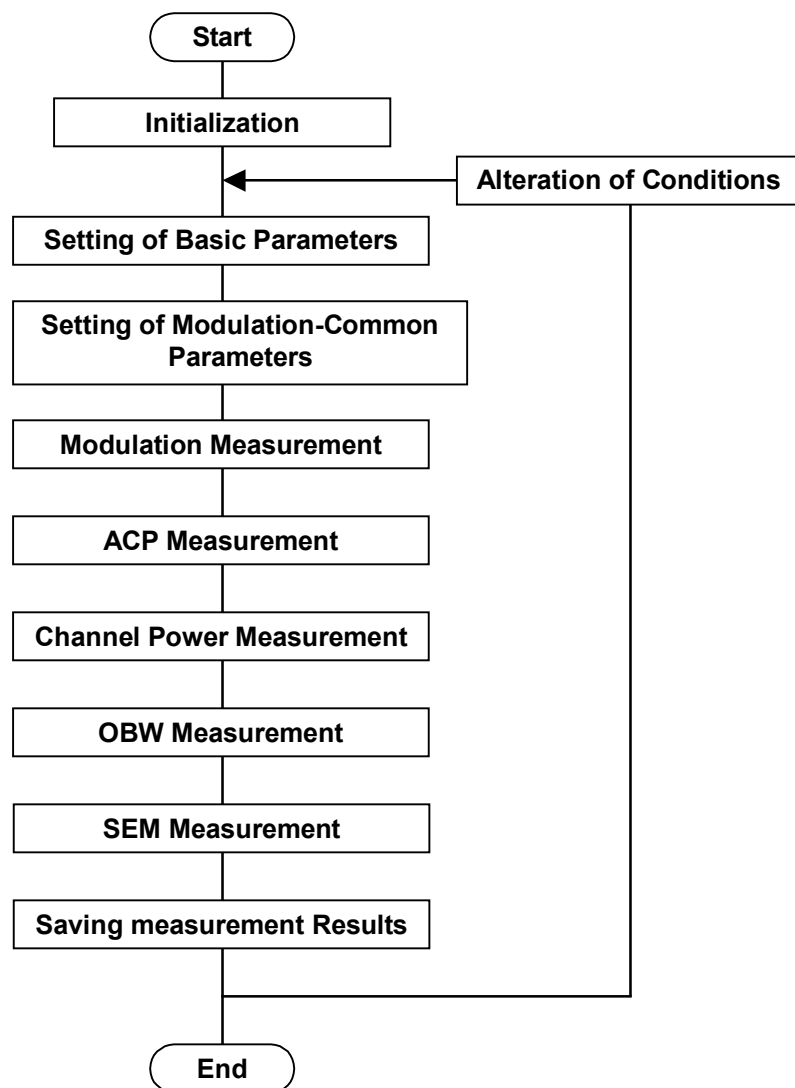 Start
Initialization
Alteration of Conditions
Setting of Basic Parameters
Setting of Modulation-Common
Parameters
Modulation Measurement
ACP Measurement
Channel Power Measurement
OBW Measurement
SEM Measurement
Saving measurement Results
End